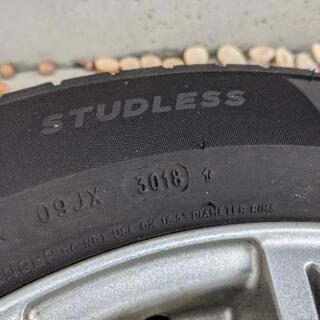 STUDLESS
09JX 3018
DO NOT USE ON 16.5" DIAMETER RIMS